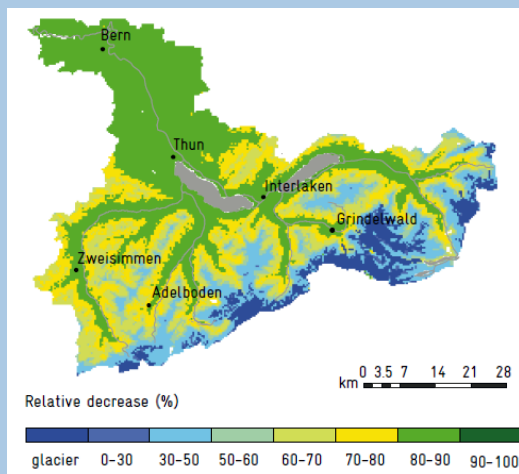 Bern
Thun
Interlaken
Grindelwald
Zweisimmen
Adelboden
km 0 3.5 7 14 21 28
Relative decrease (%)
glacier 0-30 30-50 50-60 60-70 70-80 80-90 90-100